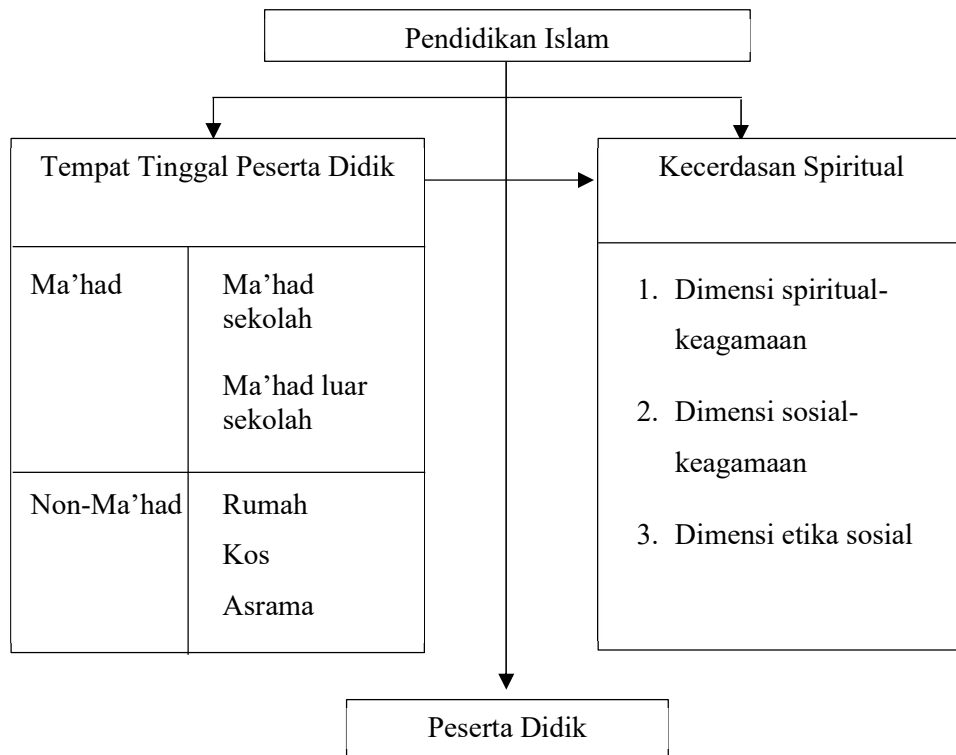 Pendidikan Islam
Tempat Tinggal Peserta Didik
Ma’had
Ma’had
sekolah
Ma’had luar
sekolah
Non-Ma’had
Rumah
Kos
Asrama
Kecerdasan Spiritual
1. Dimensi spiritual-
keagamaan
2. Dimensi sosial-
keagamaan
3. Dimensi etika sosial
Peserta Didik